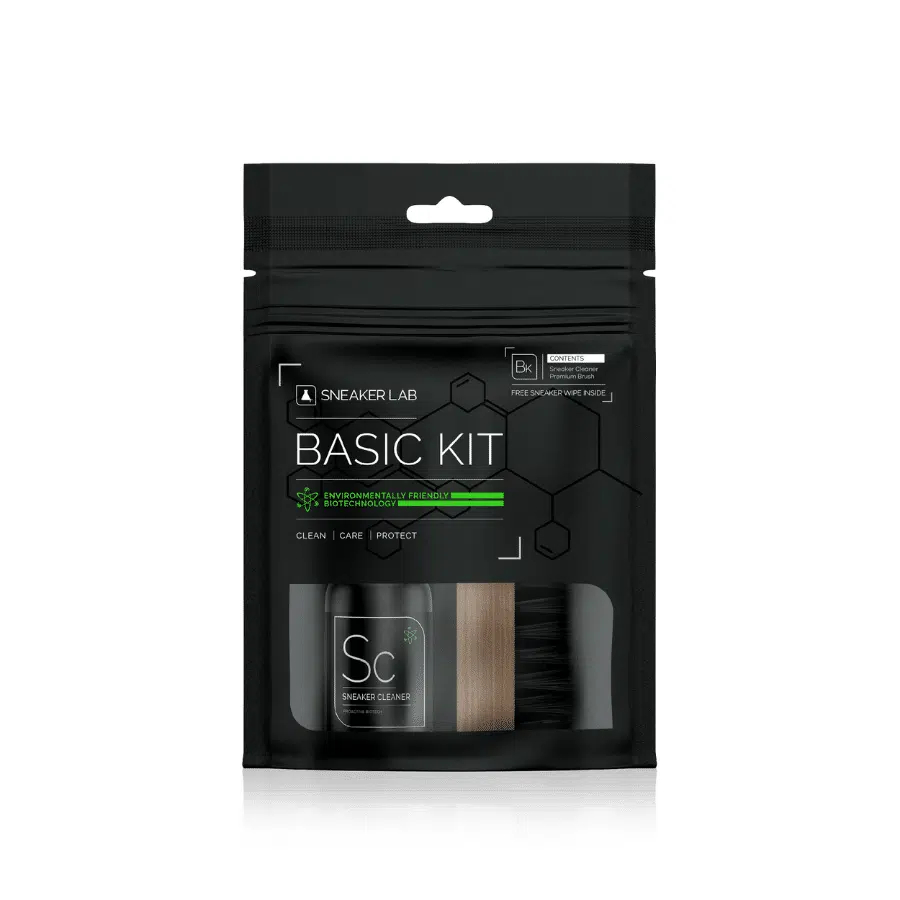 SNEAKER LAB
BASIC KIT
ENVIRONMENTALLY FRIENDLY
BIOTECHNOLOGY
CLEAN | CARE | PROTECT
BK
CONTENTS
Sneaker Cleaner
Premium Brush
FREE SNEAKER WIPE INSIDE
Sc
SNEAKER CLEANER